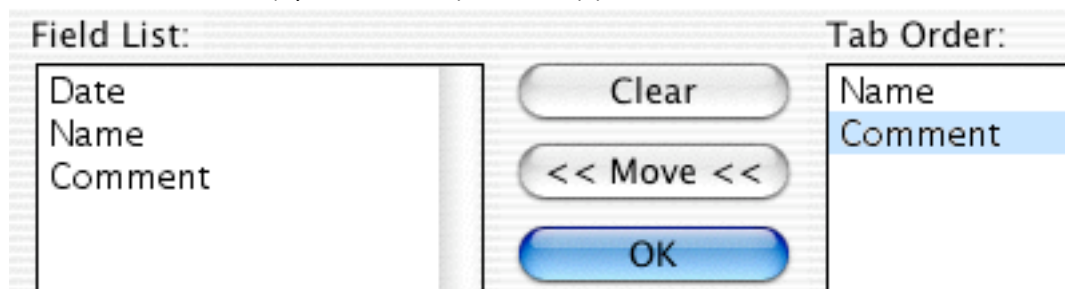 Field List:
Date
Name
Comment
Clear
<< Move <<
OK
Tab Order:
Name
Comment